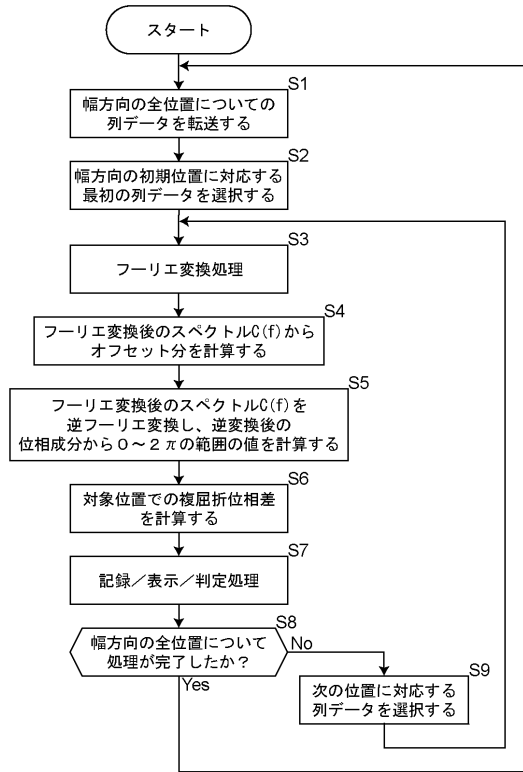 スタート
S1
幅方向の全位置についての
列データを転送する
S2
幅方向の初期位置に対応する
最初の列データを選択する
S3
フーリエ変換処理
S4
フーリエ変換後のスペクトルC(f)から
オフセット分を計算する
S5
フーリエ変換後のスペクトルC(f)を
逆フーリエ変換し、逆変換後の
位相成分から0～2πの範囲の値を計算する
S6
対象位置での複屈折位相差
を計算する
S7
記録／表示／判定処理
S8
幅方向の全位置について
処理が完了したか？
No
Yes
S9
次の位置に対応する
列データを選択する